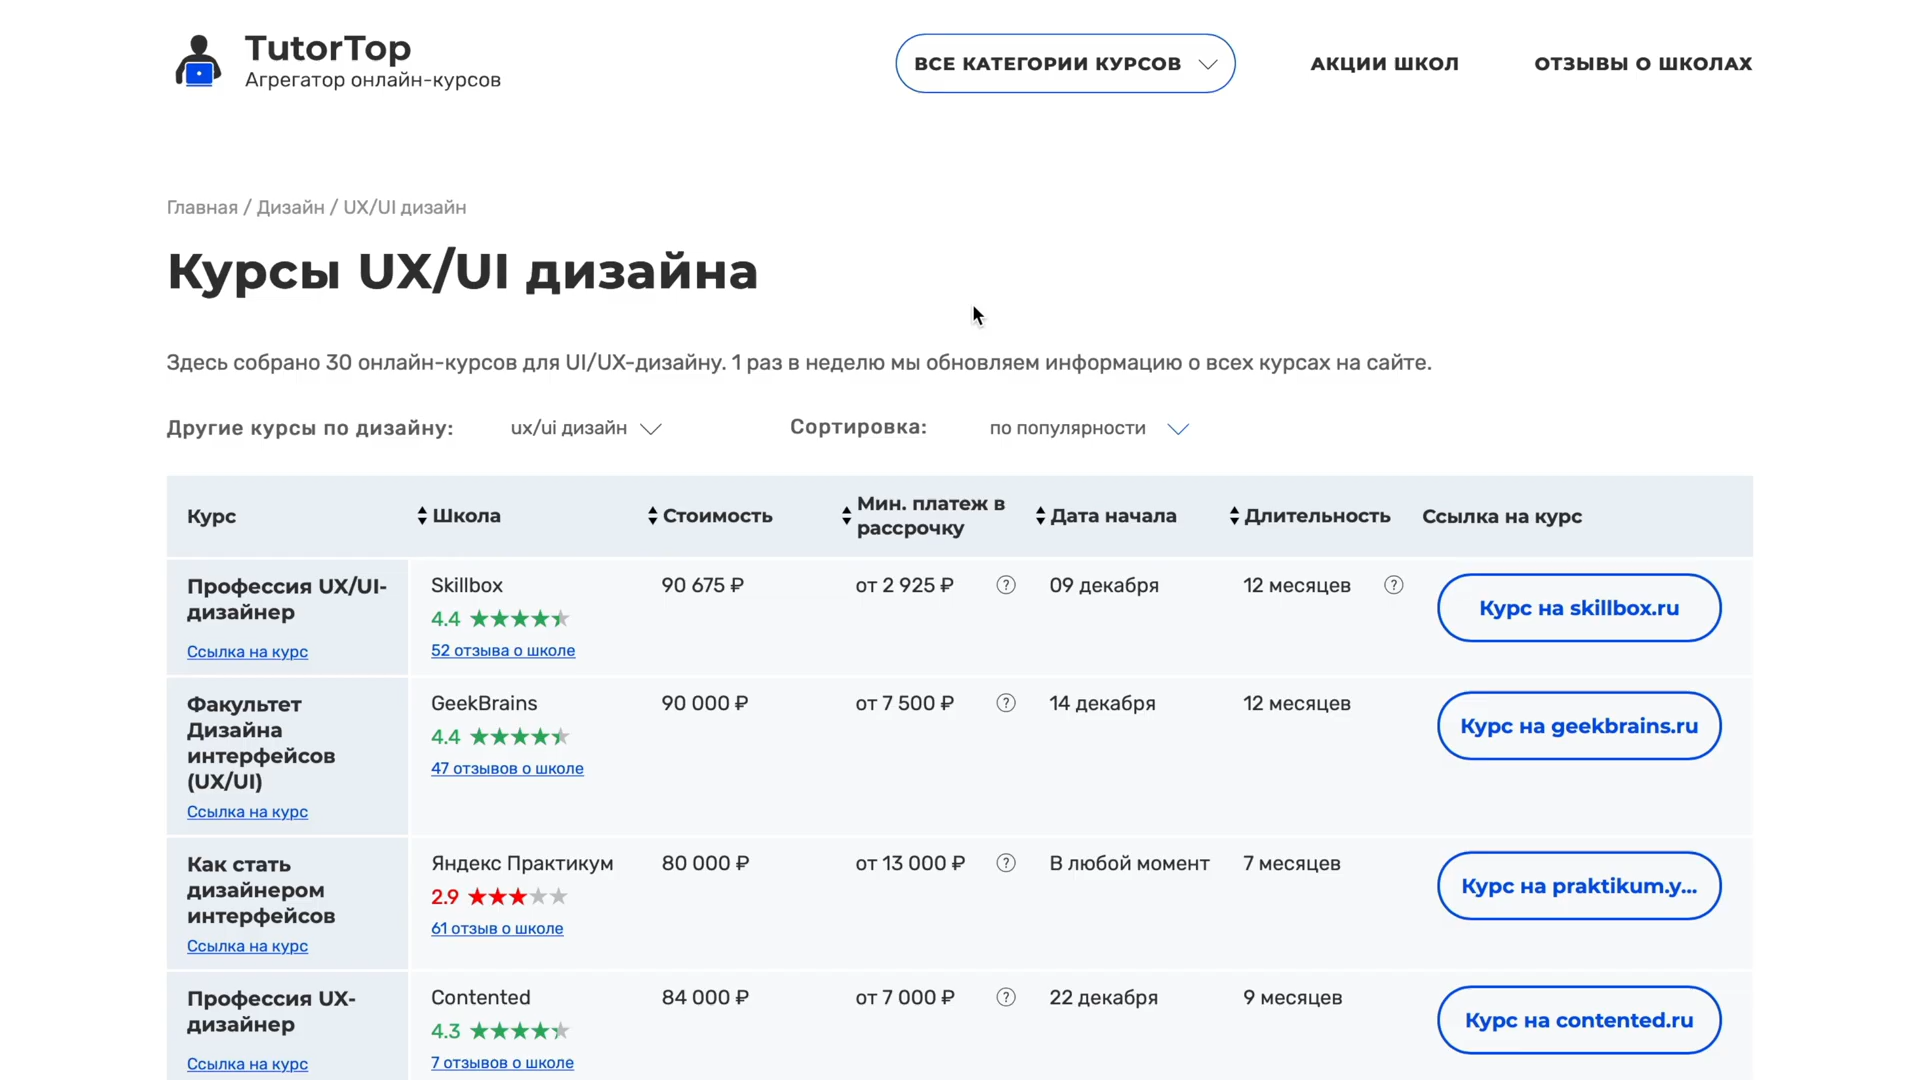 TutorTop
Агрегатор онлайн-курсов
ВСЕ КАТЕГОРИИ КУРСОВ
АКЦИИ ШКОЛ
ОТЗЫВЫ О ШКОЛАХ
Главная / Дизайн / UX/UI дизайн
Курсы UX/UI дизайна
Здесь собрано 30 онлайн-курсов для UI/UX-дизайну. 1 раз в неделю мы обновляем информацию о всех курсах на сайте.
Другие курсы по дизайну: ux/ui дизайн Сортировка: по популярности
Курс
Школа
Стоимость
Мин. платеж в
рассрочку
Дата начала
Длительность
Ссылка на курс
Профессия UX/UI-
дизайнер
Ссылка на курс
Skillbox
4.4
52 отзыва о школе
90 675 ₽
от 2 925 ₽ ?
09 декабря
12 месяцев ?
Курс на skillbox.ru
Факультет
Дизайна
интерфейсов
(UX/UI)
Ссылка на курс
GeekBrains
4.4
47 отзывов о школе
90 000 ₽
от 7 500 ₽ ?
14 декабря
12 месяцев
Курс на geekbrains.ru
Как стать
дизайнером
интерфейсов
Ссылка на курс
Яндекс Практикум
2.9
61 отзыв о школе
80 000 ₽
от 13 000 ₽ ?
В любой момент
7 месяцев
Курс на praktikum.y...
Профессия UX-
дизайнер
Ссылка на курс
Contented
4.3
7 отзывов о школе
84 000 ₽
от 7 000 ₽ ?
22 декабря
9 месяцев
Курс на contented.ru